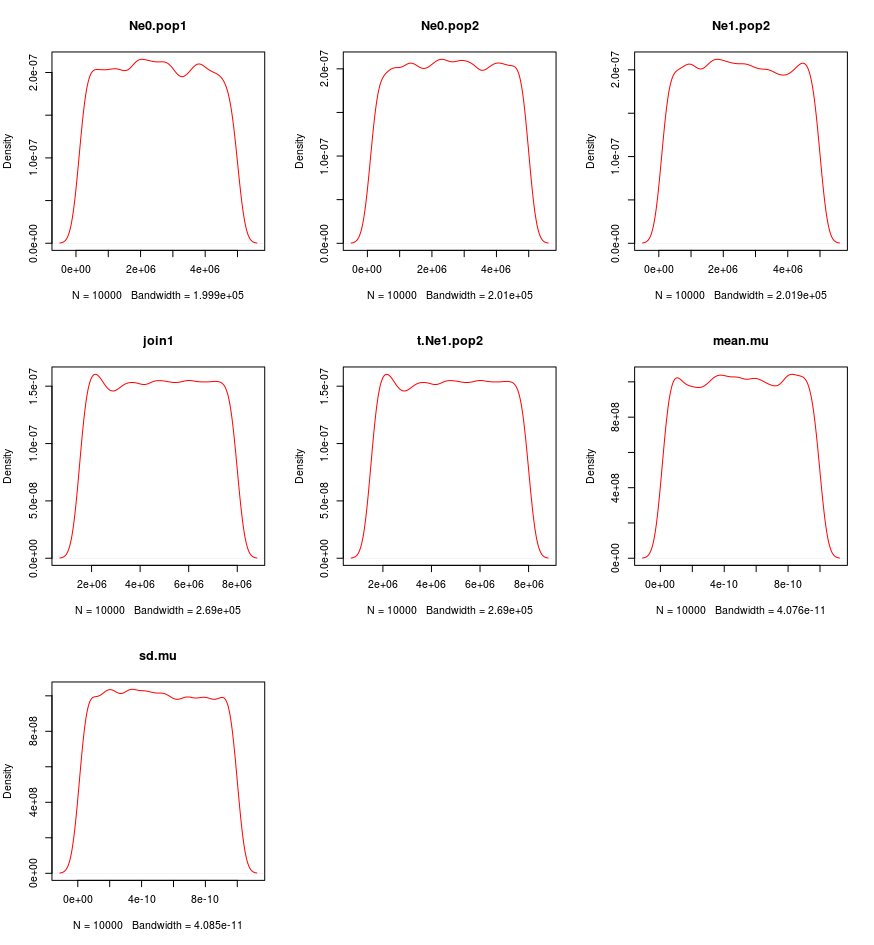 Ne0.pop1
Density
0.0e+00 1.0e-07 2.0e-07
0e+00 2e+06 4e+06
N = 10000 Bandwidth = 1.999e+05
Ne0.pop2
Density
0.0e+00 1.0e-07 2.0e-07
0e+00 2e+06 4e+06
N = 10000 Bandwidth = 2.01e+05
Ne1.pop2
Density
0.0e+00 1.0e-07 2.0e-07
0e+00 2e+06 4e+06
N = 10000 Bandwidth = 2.019e+05
join1
Density
0.0e+00 5.0e-08 1.0e-07 1.5e-07
2e+06 4e+06 6e+06 8e+06
N = 10000 Bandwidth = 2.69e+05
t.Ne1.pop2
Density
0.0e+00 5.0e-08 1.0e-07 1.5e-07
2e+06 4e+06 6e+06 8e+06
N = 10000 Bandwidth = 2.69e+05
mean.mu
Density
0e+00 4e+08 8e+08
0e+00 4e-10 8e-10
N = 10000 Bandwidth = 4.076e-11
sd.mu
Density
0e+00 4e+08 8e+08
0e+00 4e-10 8e-10
N = 10000 Bandwidth = 4.085e-11